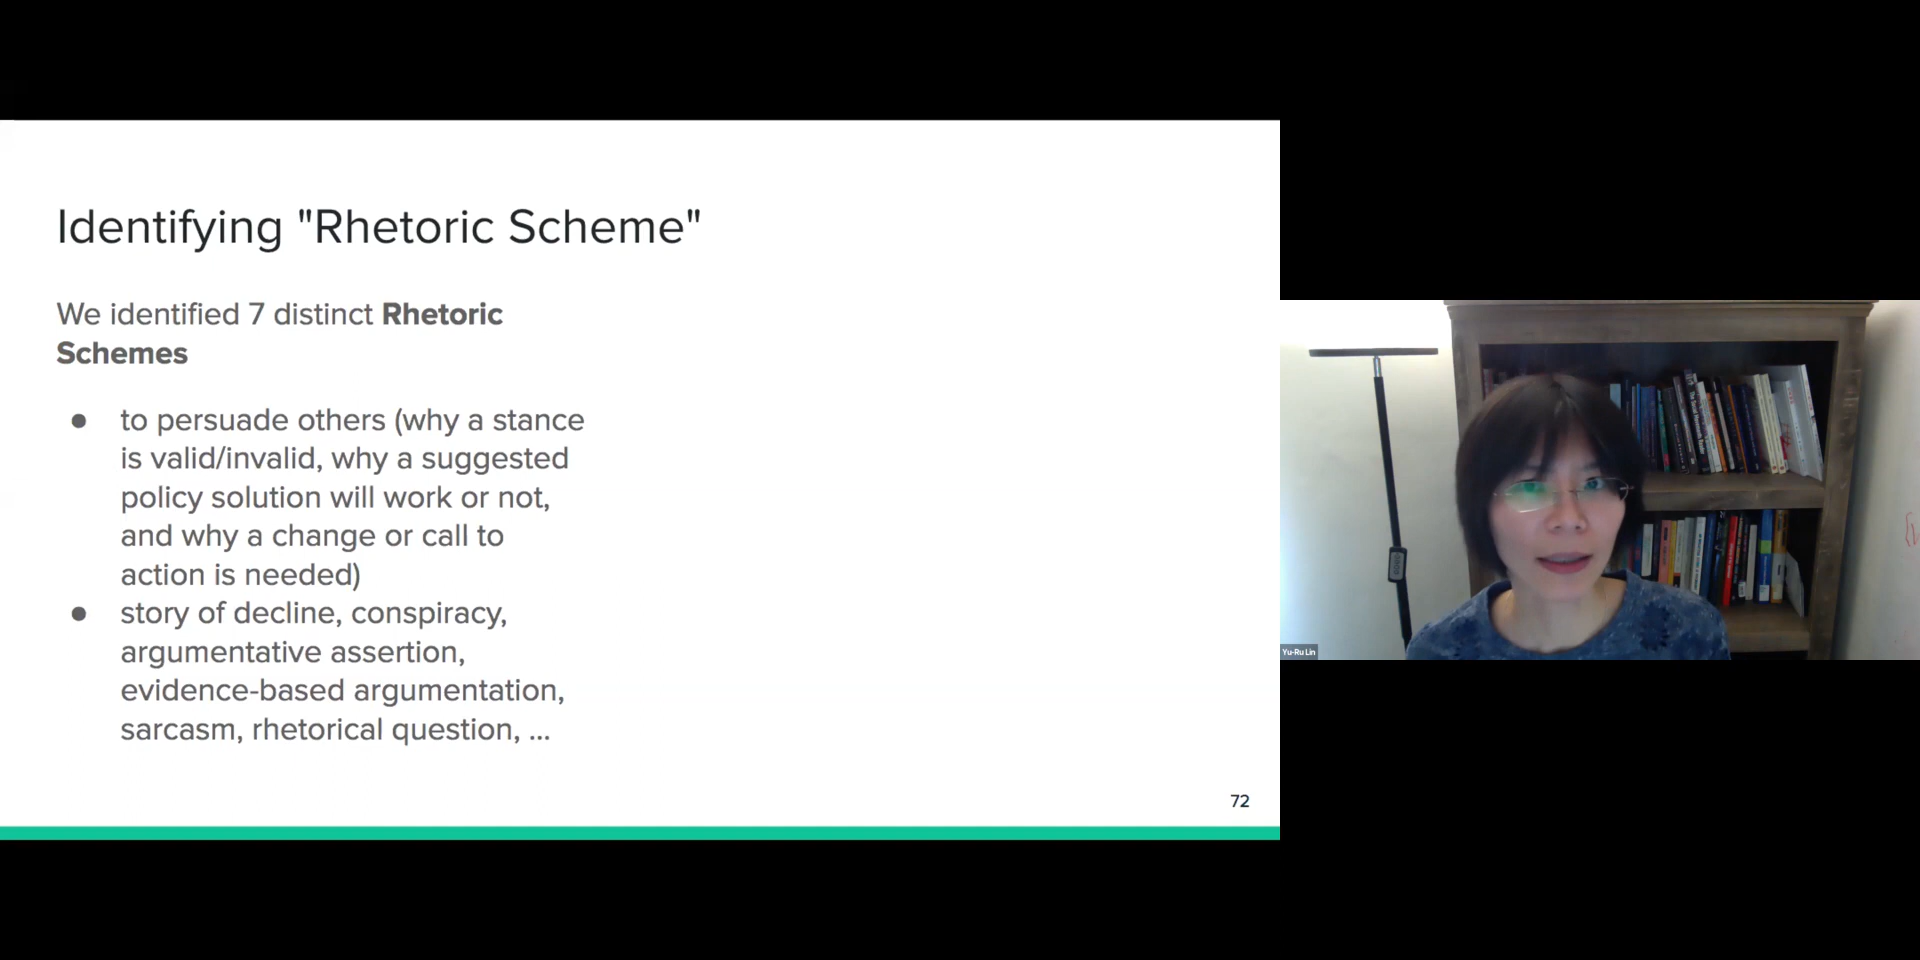 Identifying "Rhetoric Scheme"
We identified 7 distinct Rhetoric
Schemes
● to persuade others (why a stance
is valid/invalid, why a suggested
policy solution will work or not,
and why a change or call to
action is needed)
● story of decline, conspiracy,
argumentative assertion,
evidence-based argumentation,
sarcasm, rhetorical question, ...
72
Yu-Ru Lin